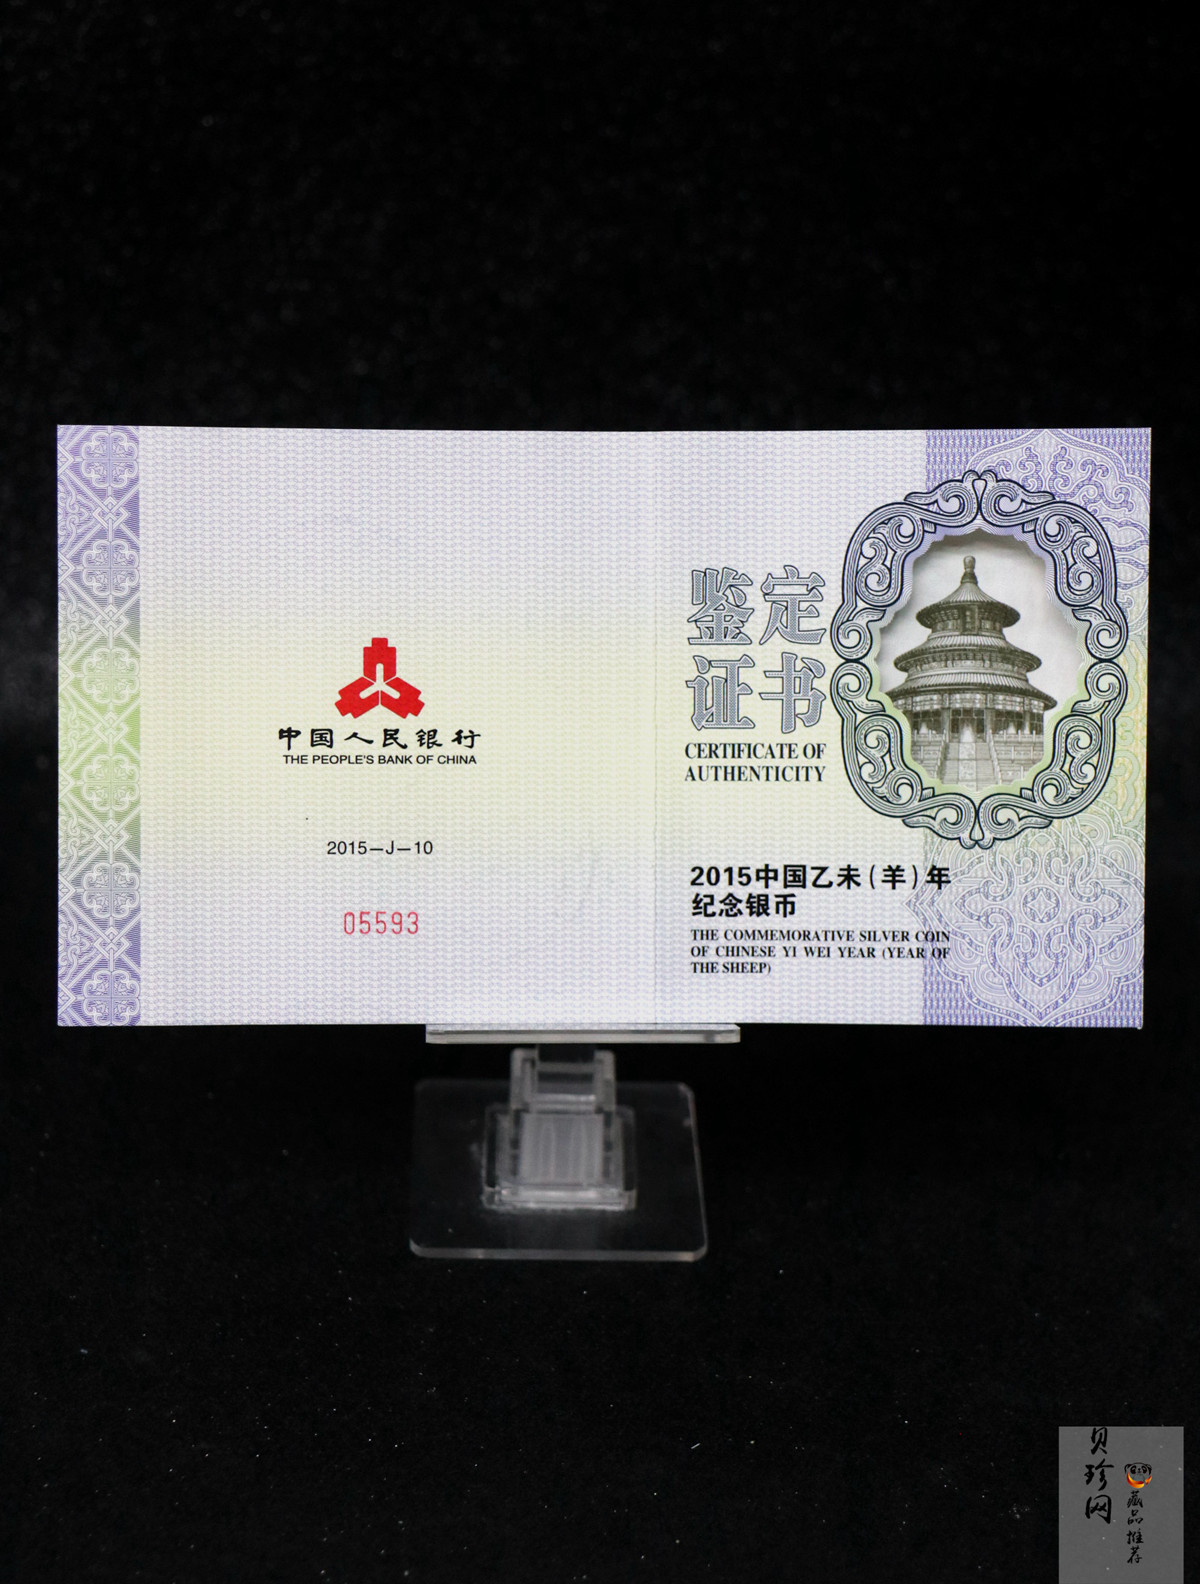 中国人民银行
THE PEOPLE'S BANK OF CHINA
2015-J-10
05593
鉴定
证书
CERTIFICATE OF
AUTHENTICITY
2015中国乙未(羊)年
纪念银币
THE COMMEMORATIVE SILVER COIN
OF CHINESE YI WEI YEAR (YEAR OF
THE SHEEP)
贝珍网
藏品推荐